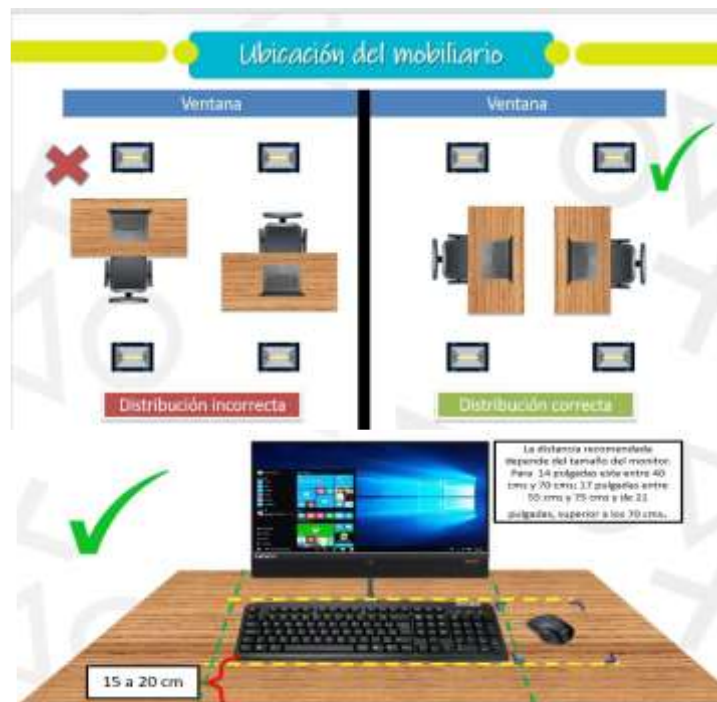 Ubicación del mobiliario
Ventana
Ventana
Distribución incorrecta
Distribución correcta
La distancia recomendada
depende del tamaño del monitor.
Para 14 pulgadas este entre 40
cms y 70 cms; 17 pulgadas entre
55 cms y 75 cms y de 21
pulgadas, superior a los 70 cms.
15 a 20 cm